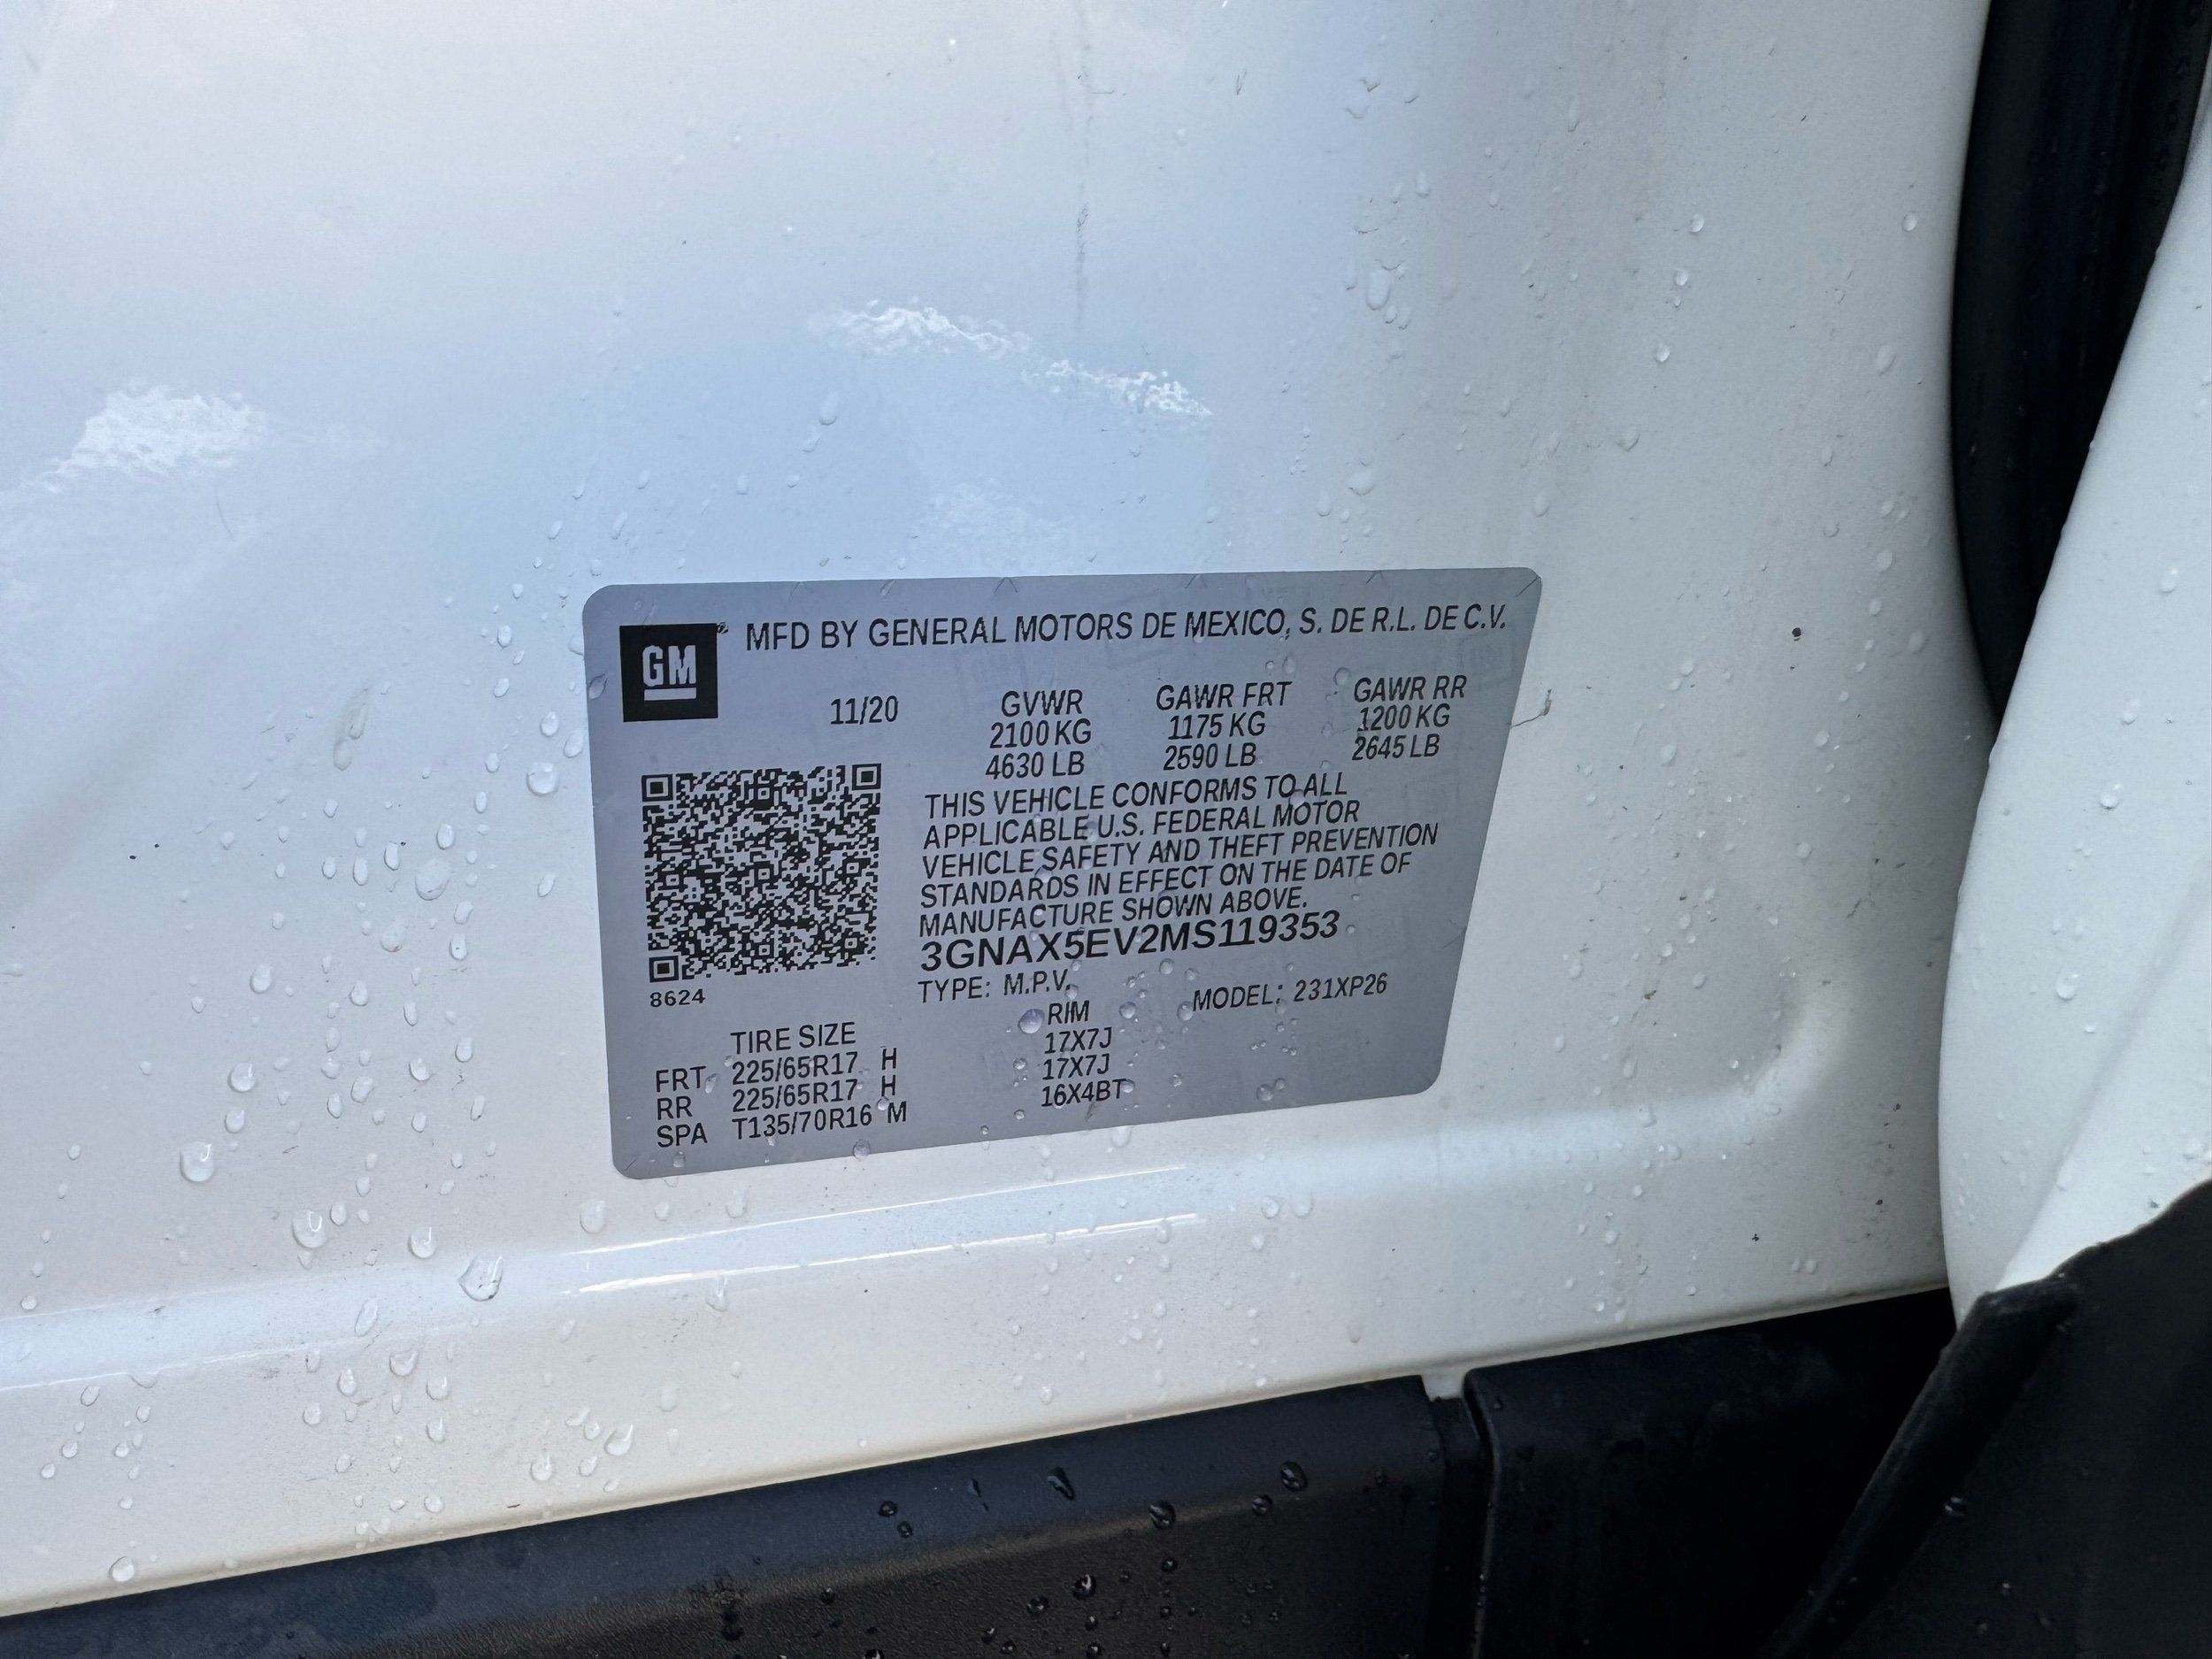 GM® MFD BY GENERAL MOTORS DE MEXICO, S. DE R.L. DE C.V.
11/20 GVWR GAWR FRT GAWR RR
2100 KG 1175 KG 1200 KG
4630 LB 2590 LB 2645 LB
THIS VEHICLE CONFORMS TO ALL
APPLICABLE U.S. FEDERAL MOTOR
VEHICLE SAFETY AND THEFT PREVENTION
STANDARDS IN EFFECT ON THE DATE OF
MANUFACTURE SHOWN ABOVE.
3GNAX5EV2MS119353
8624
TYPE: M.P.V. MODEL: 231XP26
TIRE SIZE RIM
FRT 225/65R17 H 17X7J
RR 225/65R17 H 17X7J
SPA T135/70R16 M 16X4BT